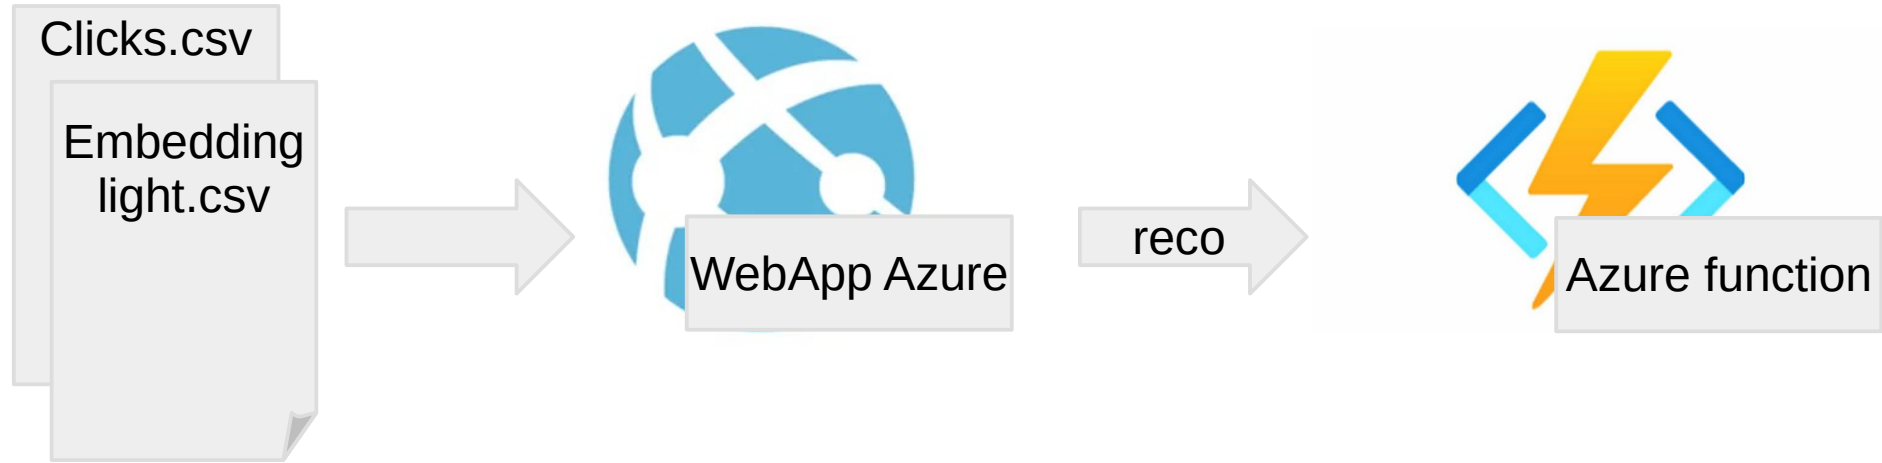 Clicks.csv
Embedding
light.csv
WebApp Azure
reco
Azure function